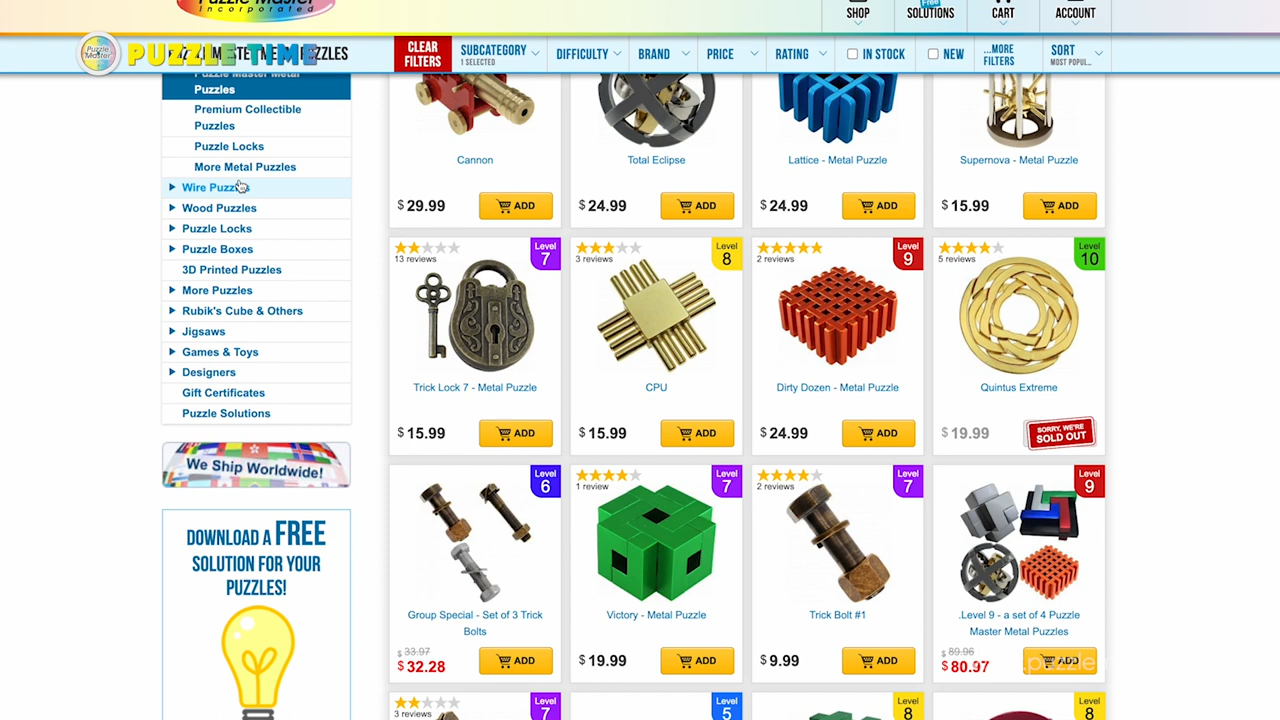 Puzzle Master
Incorporated
SHOP
Free
SOLUTIONS
CART
ACCOUNT
Puzzle Master
PUZZLE TIME
PUZZLES
CLEAR
FILTERS
SUBCATEGORY
1 SELECTED
DIFFICULTY
BRAND
PRICE
RATING
IN STOCK
NEW
...MORE
FILTERS
SORT
MOST POPUL...
Puzzle Master Metal
Puzzles
Premium Collectible
Puzzles
Puzzle Locks
More Metal Puzzles
Wire Puzzles
Wood Puzzles
Puzzle Locks
Puzzle Boxes
3D Printed Puzzles
More Puzzles
Rubik's Cube & Others
Jigsaws
Games & Toys
Designers
Gift Certificates
Puzzle Solutions
We Ship Worldwide!
DOWNLOAD A FREE
SOLUTION FOR YOUR
PUZZLES!
Cannon
$ 29.99
ADD
Total Eclipse
$ 24.99
ADD
Lattice - Metal Puzzle
$ 24.99
ADD
Supernova - Metal Puzzle
$ 15.99
ADD
13 reviews
Level
7
Trick Lock 7 - Metal Puzzle
$ 15.99
ADD
3 reviews
Level
8
CPU
$ 15.99
ADD
2 reviews
Level
9
Dirty Dozen - Metal Puzzle
$ 24.99
ADD
5 reviews
Level
10
Quintus Extreme
$ 19.99
SORRY, WE'RE
SOLD OUT
Level
6
Group Special - Set of 3 Trick
Bolts
$ 33.97
$ 32.28
ADD
1 review
Level
7
Victory - Metal Puzzle
$ 19.99
ADD
2 reviews
Level
7
Trick Bolt #1
$ 9.99
ADD
Level
9
.Level 9 - a set of 4 Puzzle
Master Metal Puzzles
$ 89.96
$ 80.97
ADD
3 reviews
Level
7
Level
5
Level
8
Level
8